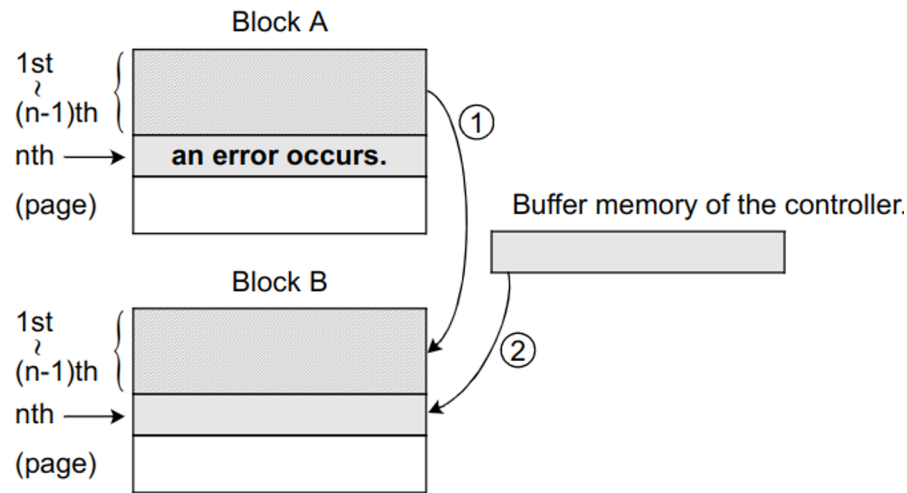 Block A
1st
~
(n-1)th
nth
an error occurs.
(page)
①
Buffer memory of the controller.
Block B
1st
~
(n-1)th
②
nth
(page)